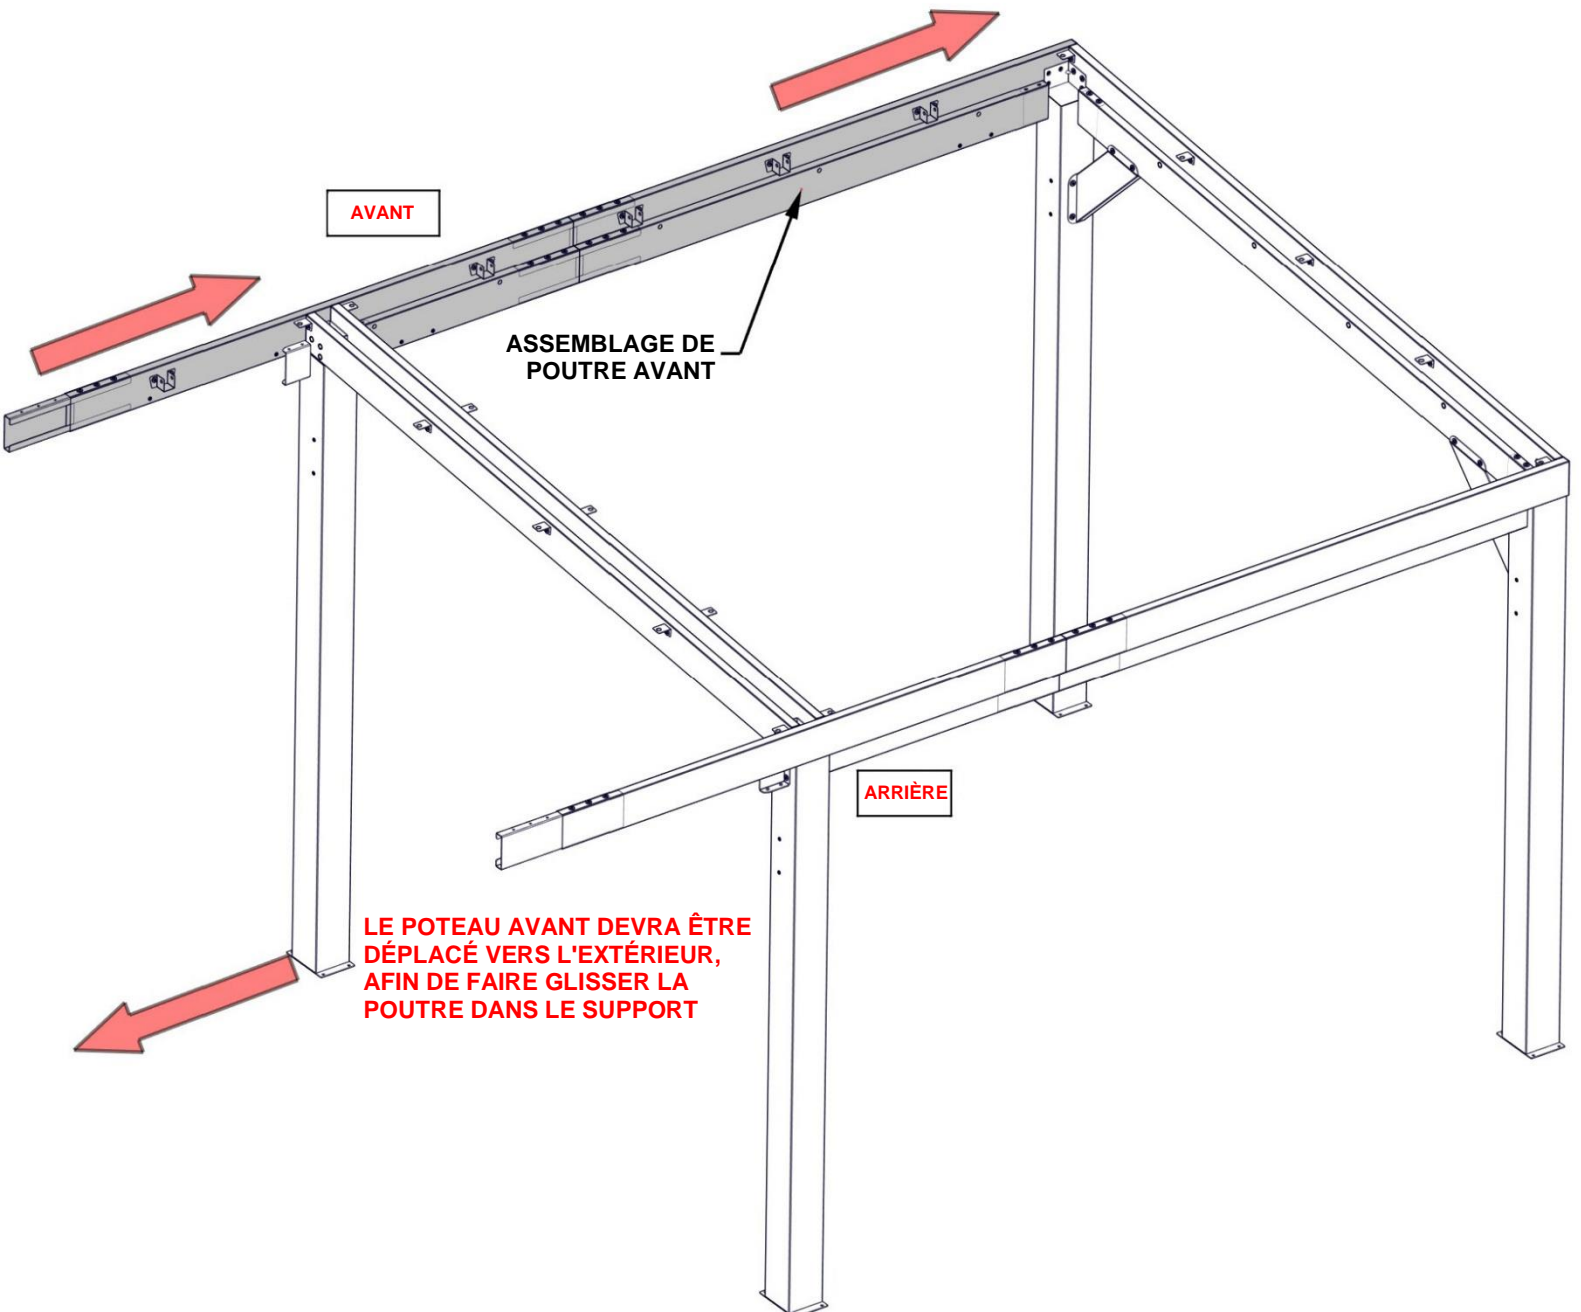 AVANT
ASSEMBLAGE DE
POUTRE AVANT
ARRIÈRE
LE POTEAU AVANT DEVRA ÊTRE
DÉPLACÉ VERS L'EXTÉRIEUR,
AFIN DE FAIRE GLISSER LA
POUTRE DANS LE SUPPORT